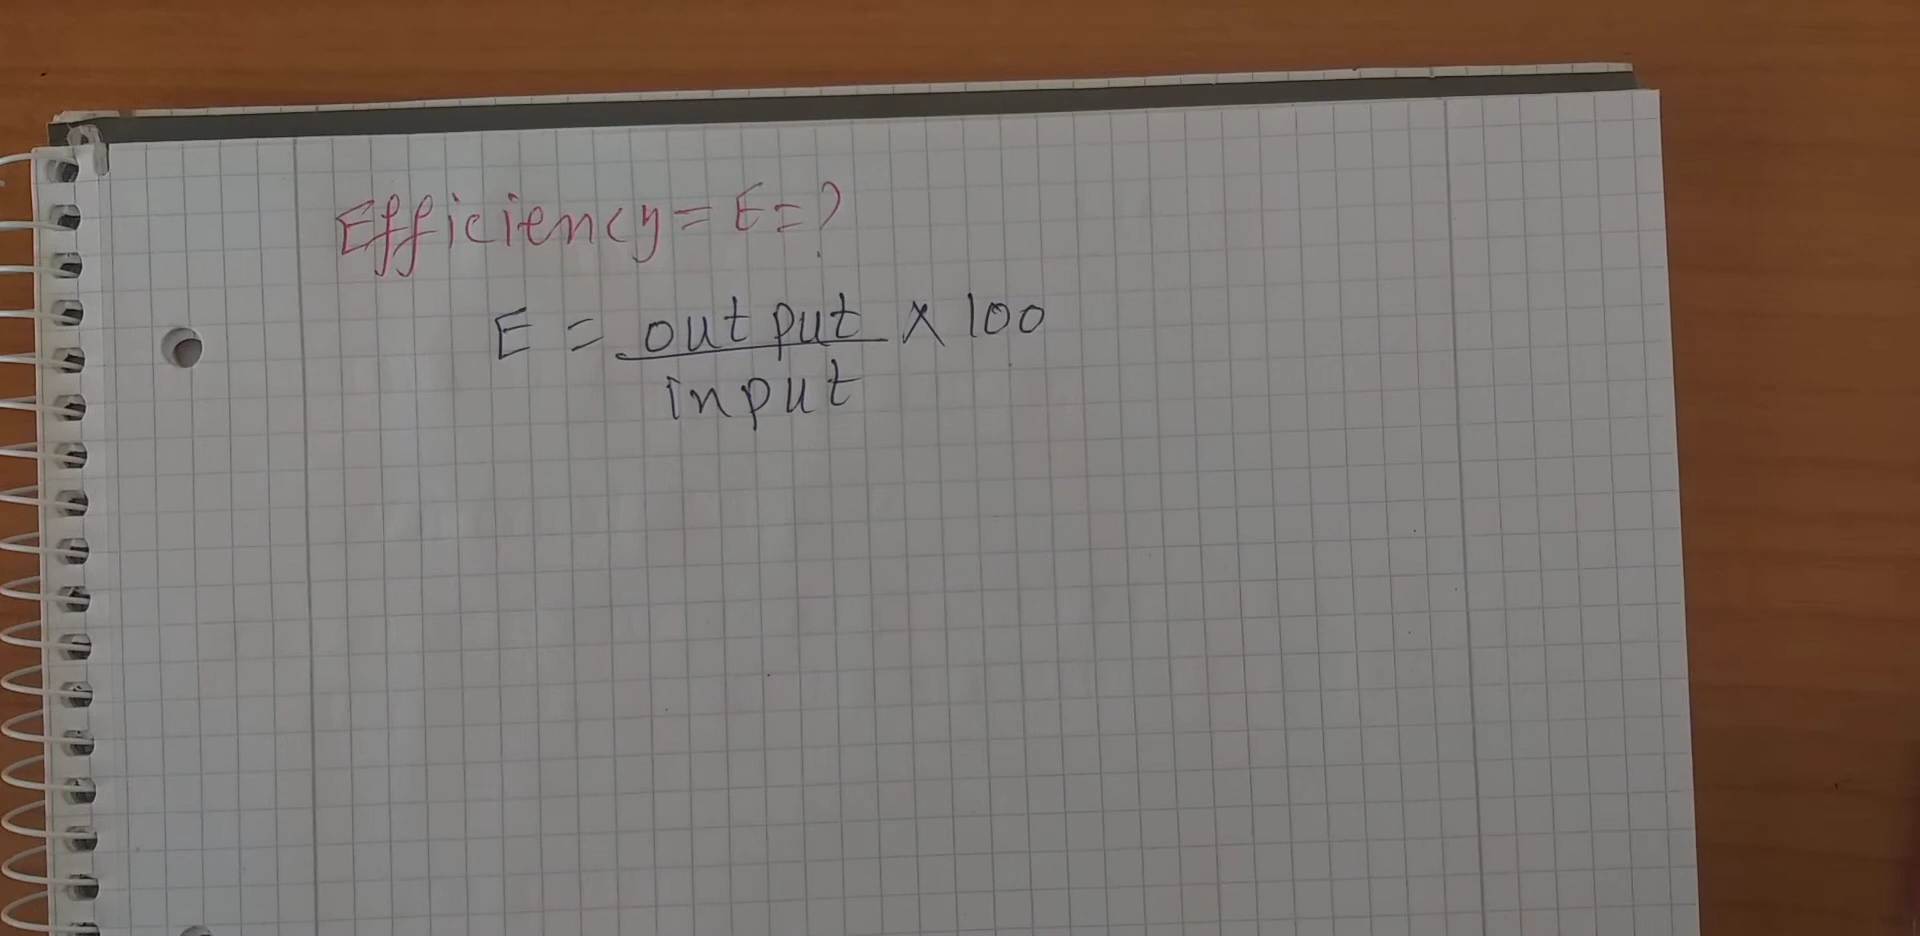 Efficiency = E = ?
E = output / input × 100